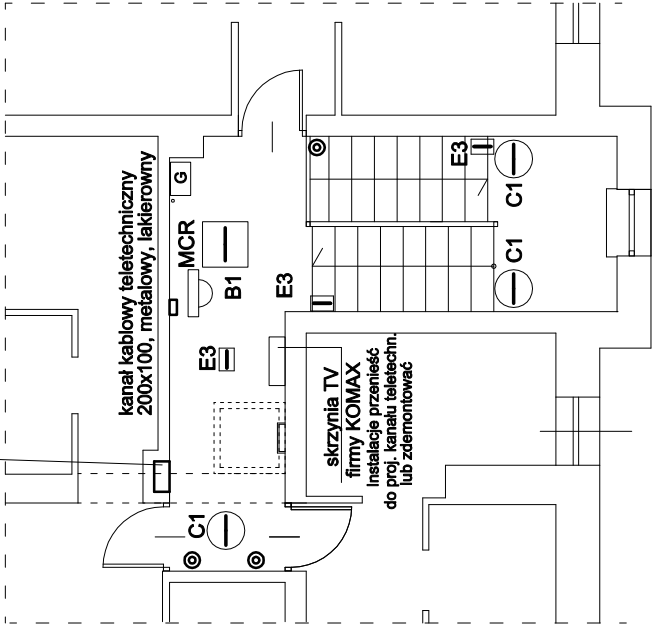 kanał kablowy teletechniczny
200x100, metalowy, lakierowny
G
MCR
B1
E3
E3
E3
C1
C1
C1
skrzynia TV
firmy KOMAX
Instalacje przenieść
do proj. kanału teletechn.
lub zdemontować